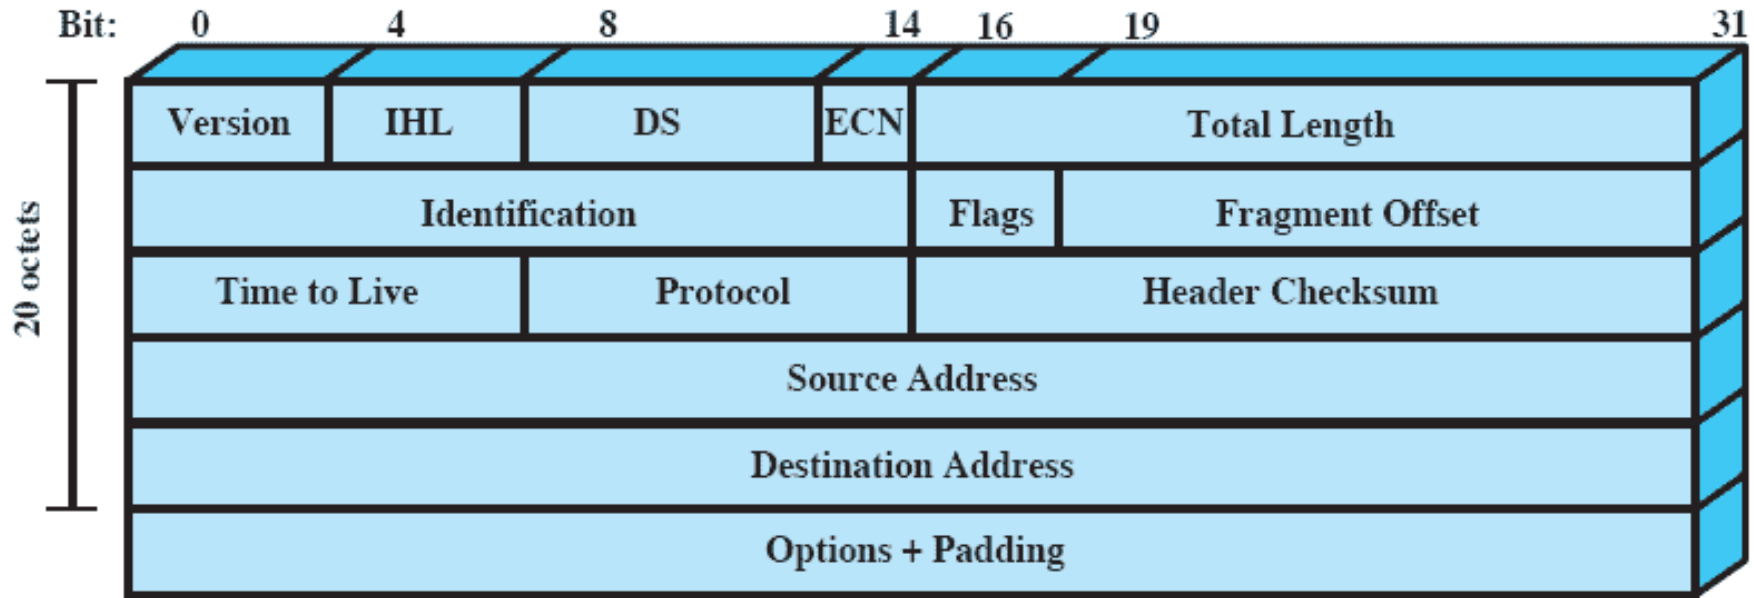 Bit: 0 4 8 14 16 19 31
Version IHL DS ECN Total Length
Identification Flags Fragment Offset
Time to Live Protocol Header Checksum
Source Address
Destination Address
Options + Padding
20 octets